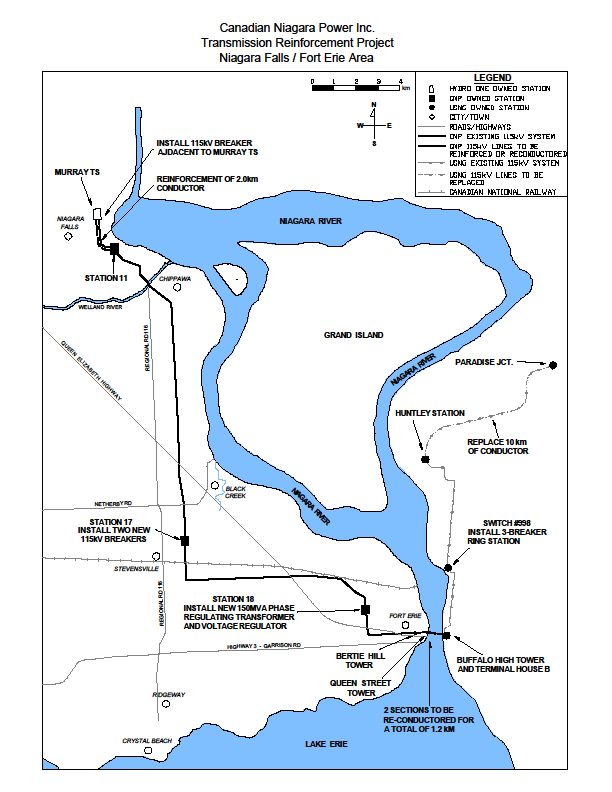 Canadian Niagara Power Inc.
Transmission Reinforcement Project
Niagara Falls / Fort Erie Area
0 1 2 3 4
km
N
W E
S
LEGEND
HYDRO ONE OWNED STATION
CNP OWNED STATION
USNG OWNED STATION
CITY/TOWN
ROADS/HIGHWAYS
CNP EXISTING 115KV SYSTEM
CNP 115KV LINES TO BE
REINFORED OR RECONDUCTORED
USNG EXISTING 115KV SYSTEM
USNG 115KV LINES TO BE
REPLACED
CANADIAN NATIONAL RAILWAY
INSTALL 115kV BREAKER
AJDACENT TO MURRAY TS
MURRAY TS
REINFORCEMENT OF 2.0km
CONDUCTOR
NIAGARA
FALLS
STATION 11
CHIPPAWA
WELLAND RIVER
NIAGARA RIVER
GRAND ISLAND
REGIONAL RD 116
QUEEN ELIZABETH HIGHWAY
NIAGARA RIVER
PARADISE JCT.
HUNTLEY STATION
REPLACE 10 km
OF CONDUCTOR
BLACK
CREEK
NIAGARA RIVER
NETHERBY RD
STATION 17
INSTALL TWO NEW
115kV BREAKERS
SWITCH #998
INSTALL 3-BREAKER
RING STATION
STEVENSVILLE
REGIONAL RD 116
STATION 18
INSTALL NEW 150MVA PHASE
REGULATING TRANSFORMER
AND VOLTAGE REGULATOR
FORT ERIE
HIGHWAY 3 - GARRISON RD
BERTIE HILL
TOWER
BUFFALO HIGH TOWER
AND TERMINAL HOUSE B
QUEEN STREET
TOWER
RIDGEWAY
2 SECTIONS TO BE
RE-CONDUCTORED FOR
A TOTAL OF 1.2 kM
CRYSTAL BEACH
LAKE ERIE